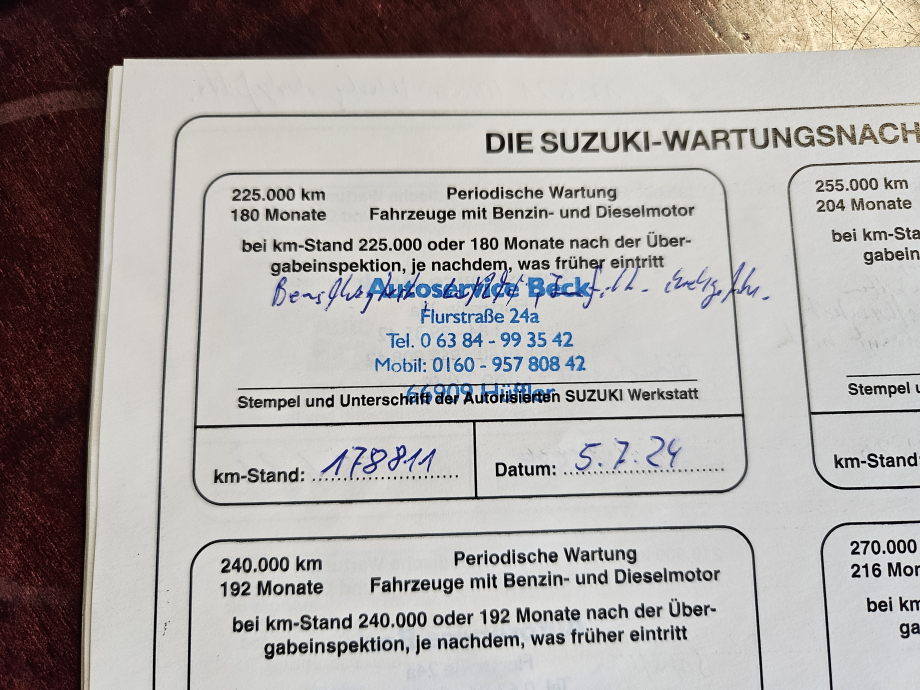 DIE SUZUKI-WARTUNGSNACH
225.000 km
180 Monate
Periodische Wartung
Fahrzeuge mit Benzin- und Dieselmotor
bei km-Stand 225.000 oder 180 Monate nach der Über-
gabeinspektion, je nachdem, was früher eintritt
Autoservice Beck
Flurstraße 24a
Tel. 0 63 84 - 99 35 42
Mobil: 0160 - 957 808 42
66909 Hüffler
Stempel und Unterschrift der Autorisierten SUZUKI Werkstatt
km-Stand: 178811
Datum: 5.7.24
255.000 km
204 Monate
bei km-Sta
gabein
Stempel u
km-Stand:
240.000 km
192 Monate
Periodische Wartung
Fahrzeuge mit Benzin- und Dieselmotor
bei km-Stand 240.000 oder 192 Monate nach der Über-
gabeinspektion, je nachdem, was früher eintritt
270.000
216 Mon
bei km
ga